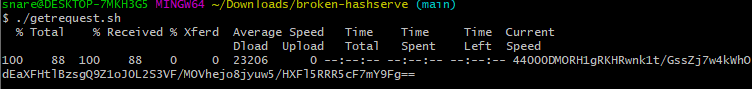 snare@DESKTOP-7MKH3G5 MINGW64 ~/Downloads/broken-hashserve (main)
$ ./getrequest.sh
  % Total    % Received % Xferd  Average Speed   Time    Time     Time  Current
                                 Dload  Upload   Total   Spent    Left  Speed
100    88  100    88    0     0  23206      0 --:--:-- --:--:-- --:--:-- 44000DMORH1gRKHRwnk1t/GssZj7w4kWhO
dEaXFHtlBzsgQ9Z1oJOL2S3VF/MOVhejo8jyuw5/HXFl5RRR5cF7mY9Fg==